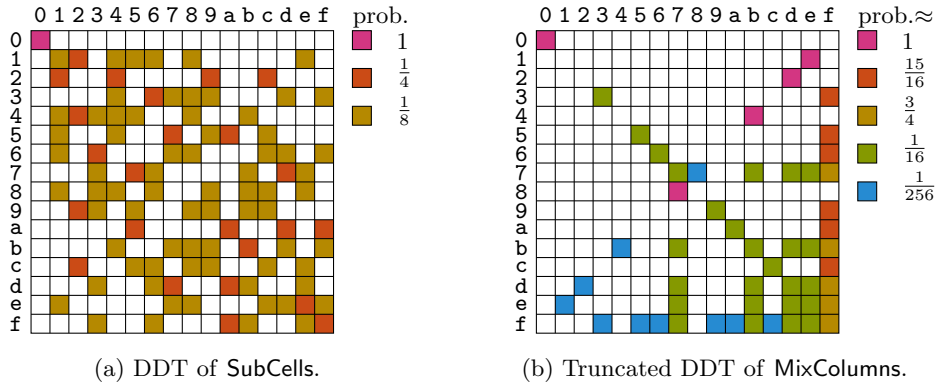 0 1 2 3 4 5 6 7 8 9 a b c d e f
0
1
2
3
4
5
6
7
8
9
a
b
c
d
e
f
prob.
1
1/4
1/8
(a) DDT of SubCells.
0 1 2 3 4 5 6 7 8 9 a b c d e f
0
1
2
3
4
5
6
7
8
9
a
b
c
d
e
f
prob.≈
1
15/16
3/4
1/16
1/256
(b) Truncated DDT of MixColumns.